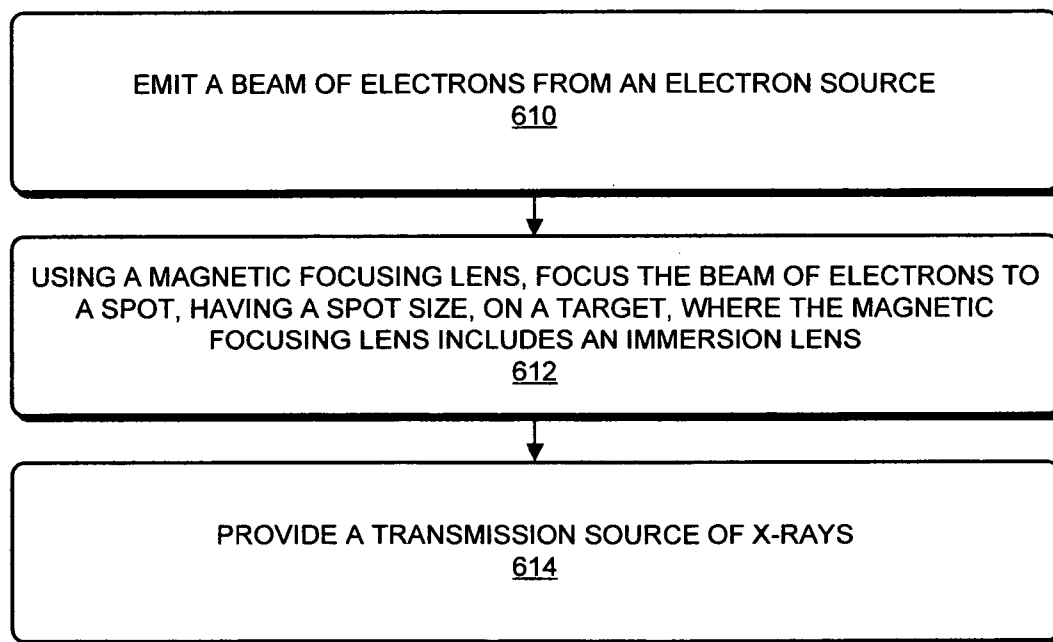 EMIT A BEAM OF ELECTRONS FROM AN ELECTRON SOURCE
610
USING A MAGNETIC FOCUSING LENS, FOCUS THE BEAM OF ELECTRONS TO
A SPOT, HAVING A SPOT SIZE, ON A TARGET, WHERE THE MAGNETIC
FOCUSING LENS INCLUDES AN IMMERSION LENS
612
PROVIDE A TRANSMISSION SOURCE OF X-RAYS
614